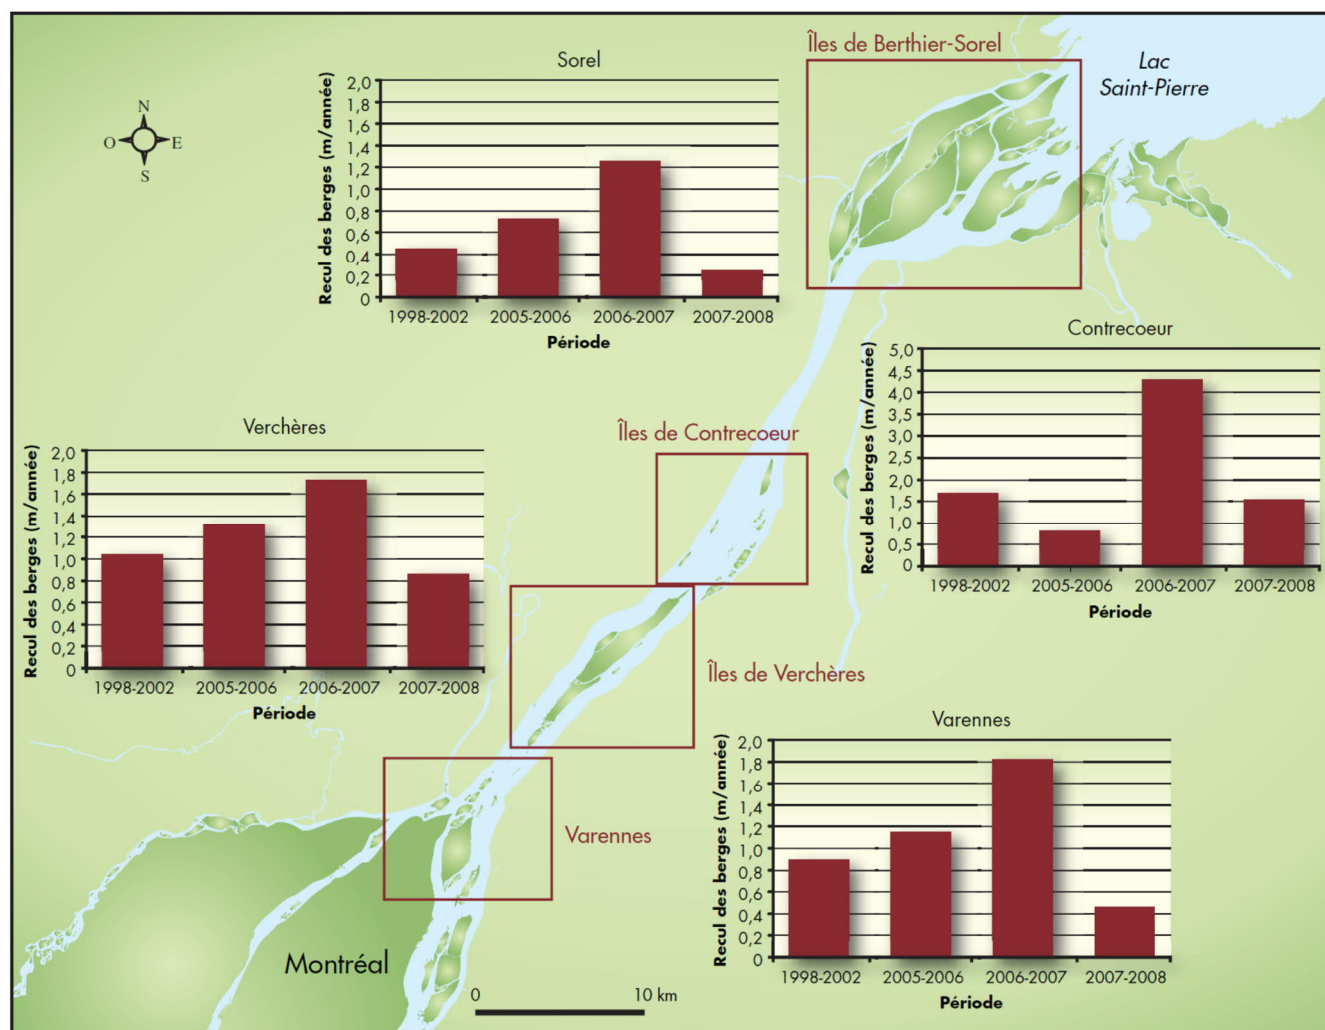 Îles de Berthier-Sorel
Lac
Saint-Pierre
N
O
E
S
Sorel
Recul des berges (m/année)
2,0
1,8
1,6
1,4
1,2
1,0
0,8
0,6
0,4
0,2
0
1998-2002 2005-2006 2006-2007 2007-2008
Période
Contrecoeur
Recul des berges (m/année)
5,0
4,5
4,0
3,5
3,0
2,5
2,0
1,5
1,0
0,5
0
1998-2002 2005-2006 2006-2007 2007-2008
Période
Îles de Contrecoeur
Verchères
Recul des berges (m/année)
2,0
1,8
1,6
1,4
1,2
1,0
0,8
0,6
0,4
0,2
0
1998-2002 2005-2006 2006-2007 2007-2008
Période
Îles de Verchères
Varennes
Recul des berges (m/année)
2,0
1,8
1,6
1,4
1,2
1,0
0,8
0,6
0,4
0,2
0
1998-2002 2005-2006 2006-2007 2007-2008
Période
Varennes
Montréal
0 10 km